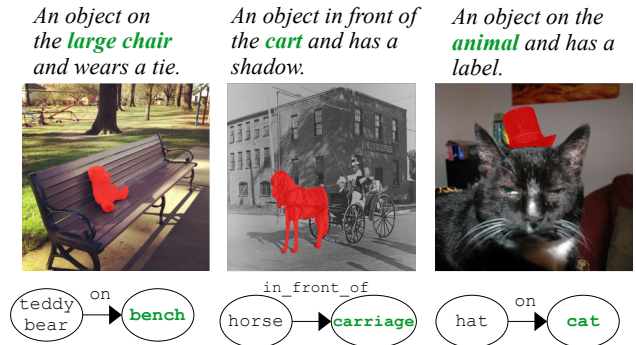 An object on
the large chair
and wears a tie.
An object in front of
the cart and has a
shadow.
An object on the
animal and has a
label.
teddy
bear
on
bench
horse
in_front_of
carriage
hat
on
cat